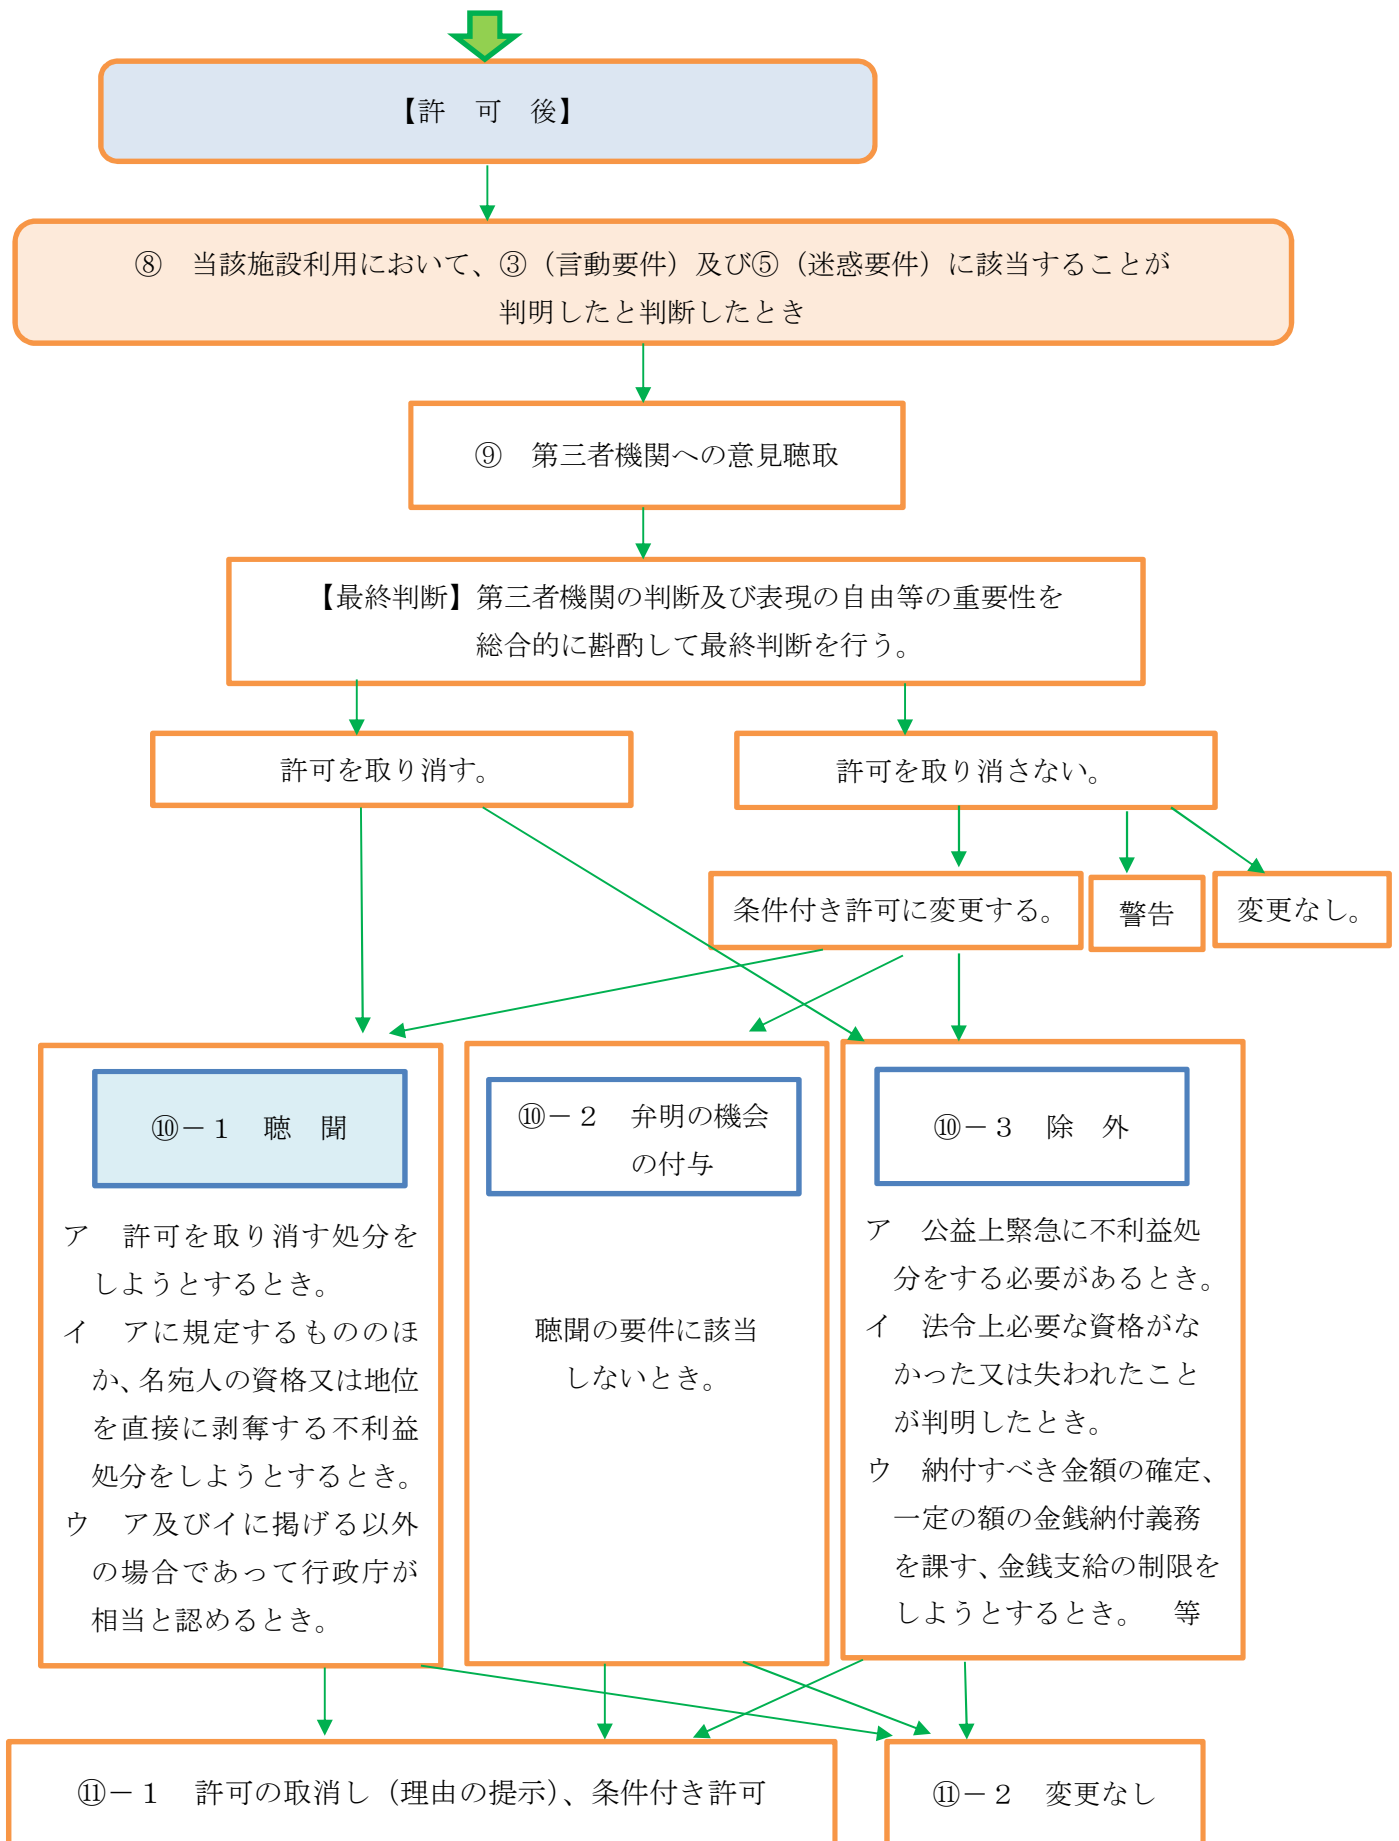 【許　可　後】
⑧　当該施設利用において、③（言動要件）及び⑤（迷惑要件）に該当することが
判明したと判断したとき
⑨　第三者機関への意見聴取
【最終判断】第三者機関の判断及び表現の自由等の重要性を
総合的に斟酌して最終判断を行う。
許可を取り消す。
許可を取り消さない。
条件付き許可に変更する。
警告
変更なし。
⑩－１　聴　聞
ア　許可を取り消す処分を
しようとするとき。
イ　アに規定するもののほ
か、名宛人の資格又は地位
を直接に剥奪する不利益
処分をしようとするとき。
ウ　ア及びイに掲げる以外
の場合であって行政庁が
相当と認めるとき。
⑩－２　弁明の機会
の付与
聴聞の要件に該当
しないとき。
⑩－３　除　外
ア　公益上緊急に不利益処
分をする必要があるとき。
イ　法令上必要な資格がな
かった又は失われたこと
が判明したとき。
ウ　納付すべき金額の確定、
一定の額の金銭納付義務
を課す、金銭支給の制限を
しようとするとき。　等
⑪－１　許可の取消し（理由の提示）、条件付き許可
⑪－２　変更なし